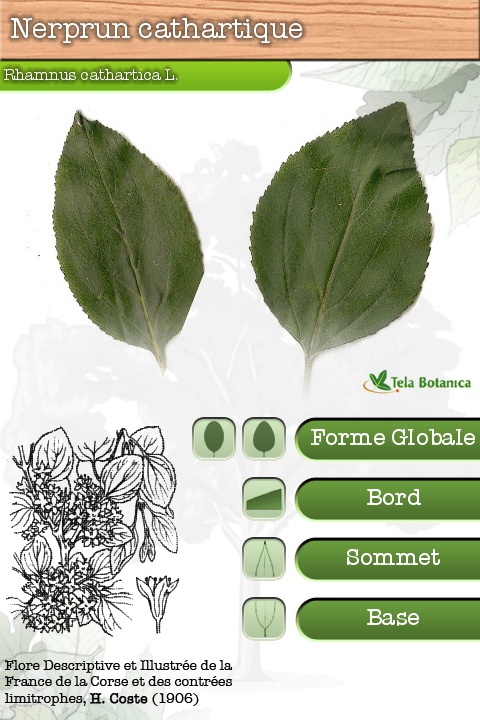 Nerprun cathartique
Rhamnus cathartica L.
Tela Botanica
Forme Globale
Bord
Sommet
Base
Flore Descriptive et Illustrée de la
France de la Corse et des contrées
limitrophes, H. Coste (1906)